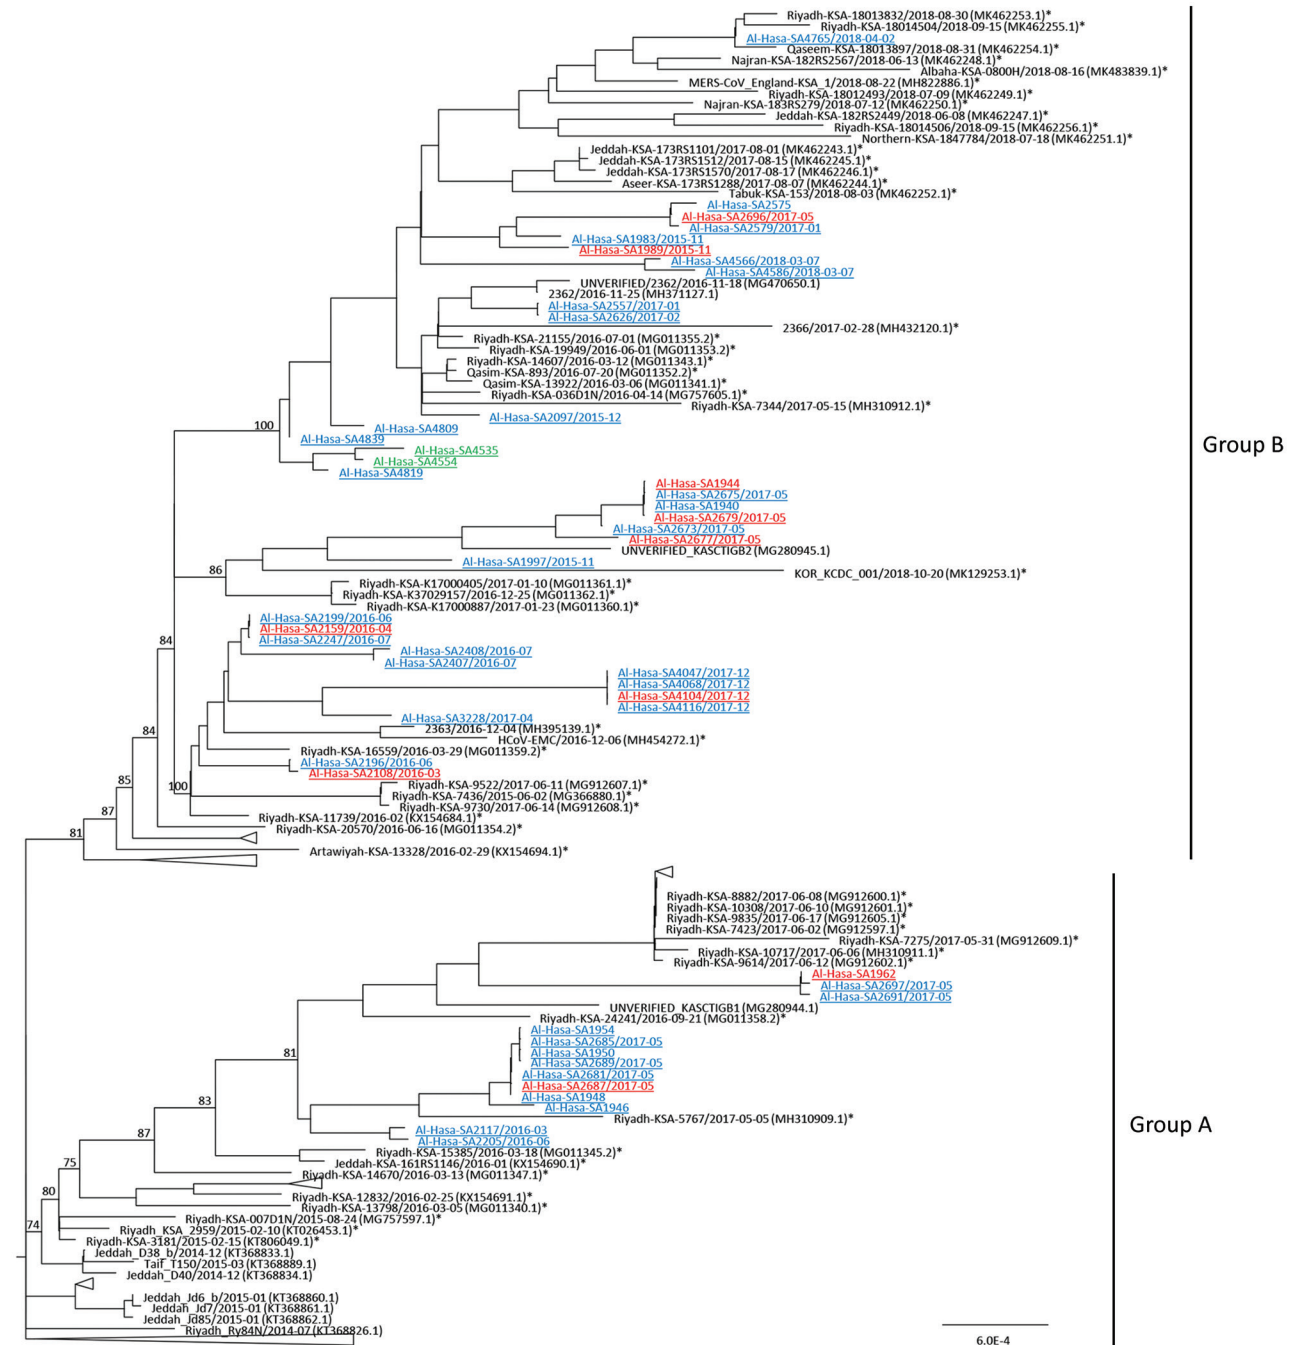 Riyadh-KSA-18013832/2018-08-30 (MK462253.1)*
Riyadh-KSA-18014504/2018-09-15 (MK462255.1)*
Al-Hasa-SA4765/2018-04-02
Qaseem-KSA-18013897/2018-08-31 (MK462254.1)*
Najran-KSA-182RS2567/2018-06-13 (MK462248.1)*
Albaha-KSA-0800H/2018-08-16 (MK483839.1)*
MERS-CoV_England-KSA_1/2018-08-22 (MH822886.1)*
Riyadh-KSA-18012493/2018-07-09 (MK462249.1)*
Najran-KSA-183RS279/2018-07-12 (MK462250.1)*
Jeddah-KSA-182RS2449/2018-06-08 (MK462247.1)*
Riyadh-KSA-18014506/2018-09-15 (MK462256.1)*
Northern-KSA-1847784/2018-07-18 (MK462251.1)*
Jeddah-KSA-173RS1101/2017-08-01 (MK462243.1)*
Jeddah-KSA-173RS1512/2017-08-15 (MK462245.1)*
Jeddah-KSA-173RS1570/2017-08-17 (MK462246.1)*
Aseer-KSA-173RS1288/2017-08-07 (MK462244.1)*
Tabuk-KSA-153/2018-08-03 (MK462252.1)*
Al-Hasa-SA2575
Al-Hasa-SA2696/2017-05
Al-Hasa-SA2579/2017-01
Al-Hasa-SA1983/2015-11
Al-Hasa-SA1989/2015-11
Al-Hasa-SA4566/2018-03-07
Al-Hasa-SA4586/2018-03-07
UNVERIFIED/2362/2016-11-18 (MG470650.1)
2362/2016-11-25 (MH371127.1)
Al-Hasa-SA2557/2017-01
Al-Hasa-SA2626/2017-02
2366/2017-02-28 (MH432120.1)*
Riyadh-KSA-21155/2016-07-01 (MG011355.2)*
Riyadh-KSA-19949/2016-06-01 (MG011353.2)*
Riyadh-KSA-14607/2016-03-12 (MG011343.1)*
Qasim-KSA-893/2016-07-20 (MG011352.2)*
Qasim-KSA-13922/2016-03-06 (MG011341.1)*
Riyadh-KSA-036D1N/2016-04-14 (MG757605.1)*
Riyadh-KSA-7344/2017-05-15 (MH310912.1)*
Al-Hasa-SA2097/2015-12
100
Al-Hasa-SA4809
Al-Hasa-SA4839
Group B
Al-Hasa-SA4535
Al-Hasa-SA4554
Al-Hasa-SA4819
Al-Hasa-SA1944
Al-Hasa-SA2675/2017-05
Al-Hasa-SA1940
Al-Hasa-SA2679/2017-05
Al-Hasa-SA2673/2017-05
Al-Hasa-SA2677/2017-05
UNVERIFIED_KASCTIGB2 (MG280945.1)
Al-Hasa-SA1997/2015-11
86
KOR_KCDC_001/2018-10-20 (MK129253.1)*
Riyadh-KSA-K17000405/2017-01-10 (MG011361.1)*
Riyadh-KSA-K37029157/2016-12-25 (MG011362.1)*
Riyadh-KSA-K17000887/2017-01-23 (MG011360.1)*
Al-Hasa-SA2199/2016-06
Al-Hasa-SA2159/2016-04
84
Al-Hasa-SA2247/2016-07
Al-Hasa-SA2408/2016-07
Al-Hasa-SA2407/2016-07
Al-Hasa-SA4047/2017-12
Al-Hasa-SA4068/2017-12
Al-Hasa-SA4104/2017-12
Al-Hasa-SA4116/2017-12
Al-Hasa-SA3228/2017-04
84
2363/2016-12-04 (MH395139.1)*
HCoV-EMC/2016-12-06 (MH454272.1)*
Riyadh-KSA-16559/2016-03-29 (MG011359.2)*
Al-Hasa-SA2196/2016-06
Al-Hasa-SA2108/2016-03
85
100
Riyadh-KSA-9522/2017-06-11 (MG912607.1)*
Riyadh-KSA-7436/2015-06-02 (MG366880.1)*
Riyadh-KSA-9730/2017-06-14 (MG912608.1)*
87
Riyadh-KSA-11739/2016-02 (KX154684.1)*
Riyadh-KSA-20570/2016-06-16 (MG011354.2)*
81
Artawiyah-KSA-13328/2016-02-29 (KX154694.1)*
Riyadh-KSA-8882/2017-06-08 (MG912600.1)*
Riyadh-KSA-10308/2017-06-10 (MG912601.1)*
Riyadh-KSA-9835/2017-06-17 (MG912605.1)*
Riyadh-KSA-7423/2017-06-02 (MG912597.1)*
Riyadh-KSA-7275/2017-05-31 (MG912609.1)*
Riyadh-KSA-10717/2017-06-06 (MH310911.1)*
Riyadh-KSA-9614/2017-06-12 (MG912602.1)*
Al-Hasa-SA1962
Al-Hasa-SA2697/2017-05
Al-Hasa-SA2691/2017-05
UNVERIFIED_KASCTIGB1 (MG280944.1)
Riyadh-KSA-24241/2016-09-21 (MG011358.2)*
Al-Hasa-SA1954
Al-Hasa-SA2685/2017-05
81
Al-Hasa-SA1950
Al-Hasa-SA2689/2017-05
Al-Hasa-SA2681/2017-05
Al-Hasa-SA2687/2017-05
Al-Hasa-SA1948
83
Al-Hasa-SA1946
Riyadh-KSA-5767/2017-05-05 (MH310909.1)*
Group A
87
Al-Hasa-SA2117/2016-03
Al-Hasa-SA2205/2016-06
Riyadh-KSA-15385/2016-03-18 (MG011345.2)*
75
Jeddah-KSA-161RS1146/2016-01 (KX154690.1)*
Riyadh-KSA-14670/2016-03-13 (MG011347.1)*
80
Riyadh-KSA-12832/2016-02-25 (KX154691.1)*
Riyadh-KSA-13798/2016-03-05 (MG011340.1)*
Riyadh-KSA-007D1N/2015-08-24 (MG757597.1)*
74
Riyadh_KSA_2959/2015-02-10 (KT026453.1)*
Riyadh-KSA-3181/2015-02-15 (KT806049.1)*
Jeddah_D38_b/2014-12 (KT368833.1)
Taif_T150/2015-03 (KT368889.1)
Jeddah_D40/2014-12 (KT368834.1)
Jeddah_Jd6_b/2015-01 (KT368860.1)
Jeddah_Jd7/2015-01 (KT368861.1)
Jeddah_Jd85/2015-01 (KT368862.1)
Riyadh_Ry84N/2014-07 (KT368826.1)
6.0E-4